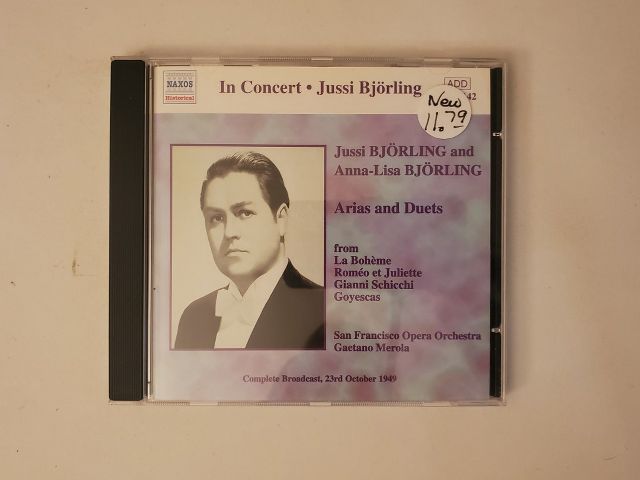 NAXOS
Historical
In Concert • Jussi Björling
ADD
42
New
11.79
Jussi BJÖRLING and
Anna-Lisa BJÖRLING
Arias and Duets
from
La Bohème
Roméo et Juliette
Gianni Schicchi
Goyescas
San Francisco Opera Orchestra
Gaetano Merola
Complete Broadcast, 23rd October 1949